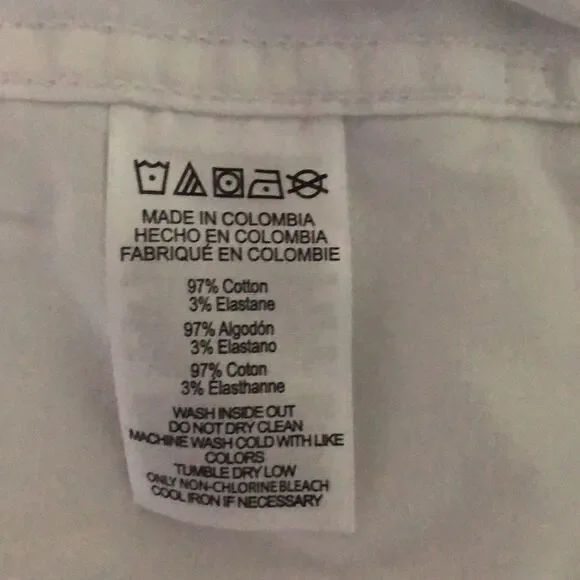 MADE IN COLOMBIA
HECHO EN COLOMBIA
FABRIQUÉ EN COLOMBIE
97% Cotton
3% Elastane
97% Algodón
3% Elastano
97% Coton
3% Élasthanne
WASH INSIDE OUT
DO NOT DRY CLEAN
MACHINE WASH COLD WITH LIKE
COLORS
TUMBLE DRY LOW
ONLY NON-CHLORINE BLEACH
COOL IRON IF NECESSARY